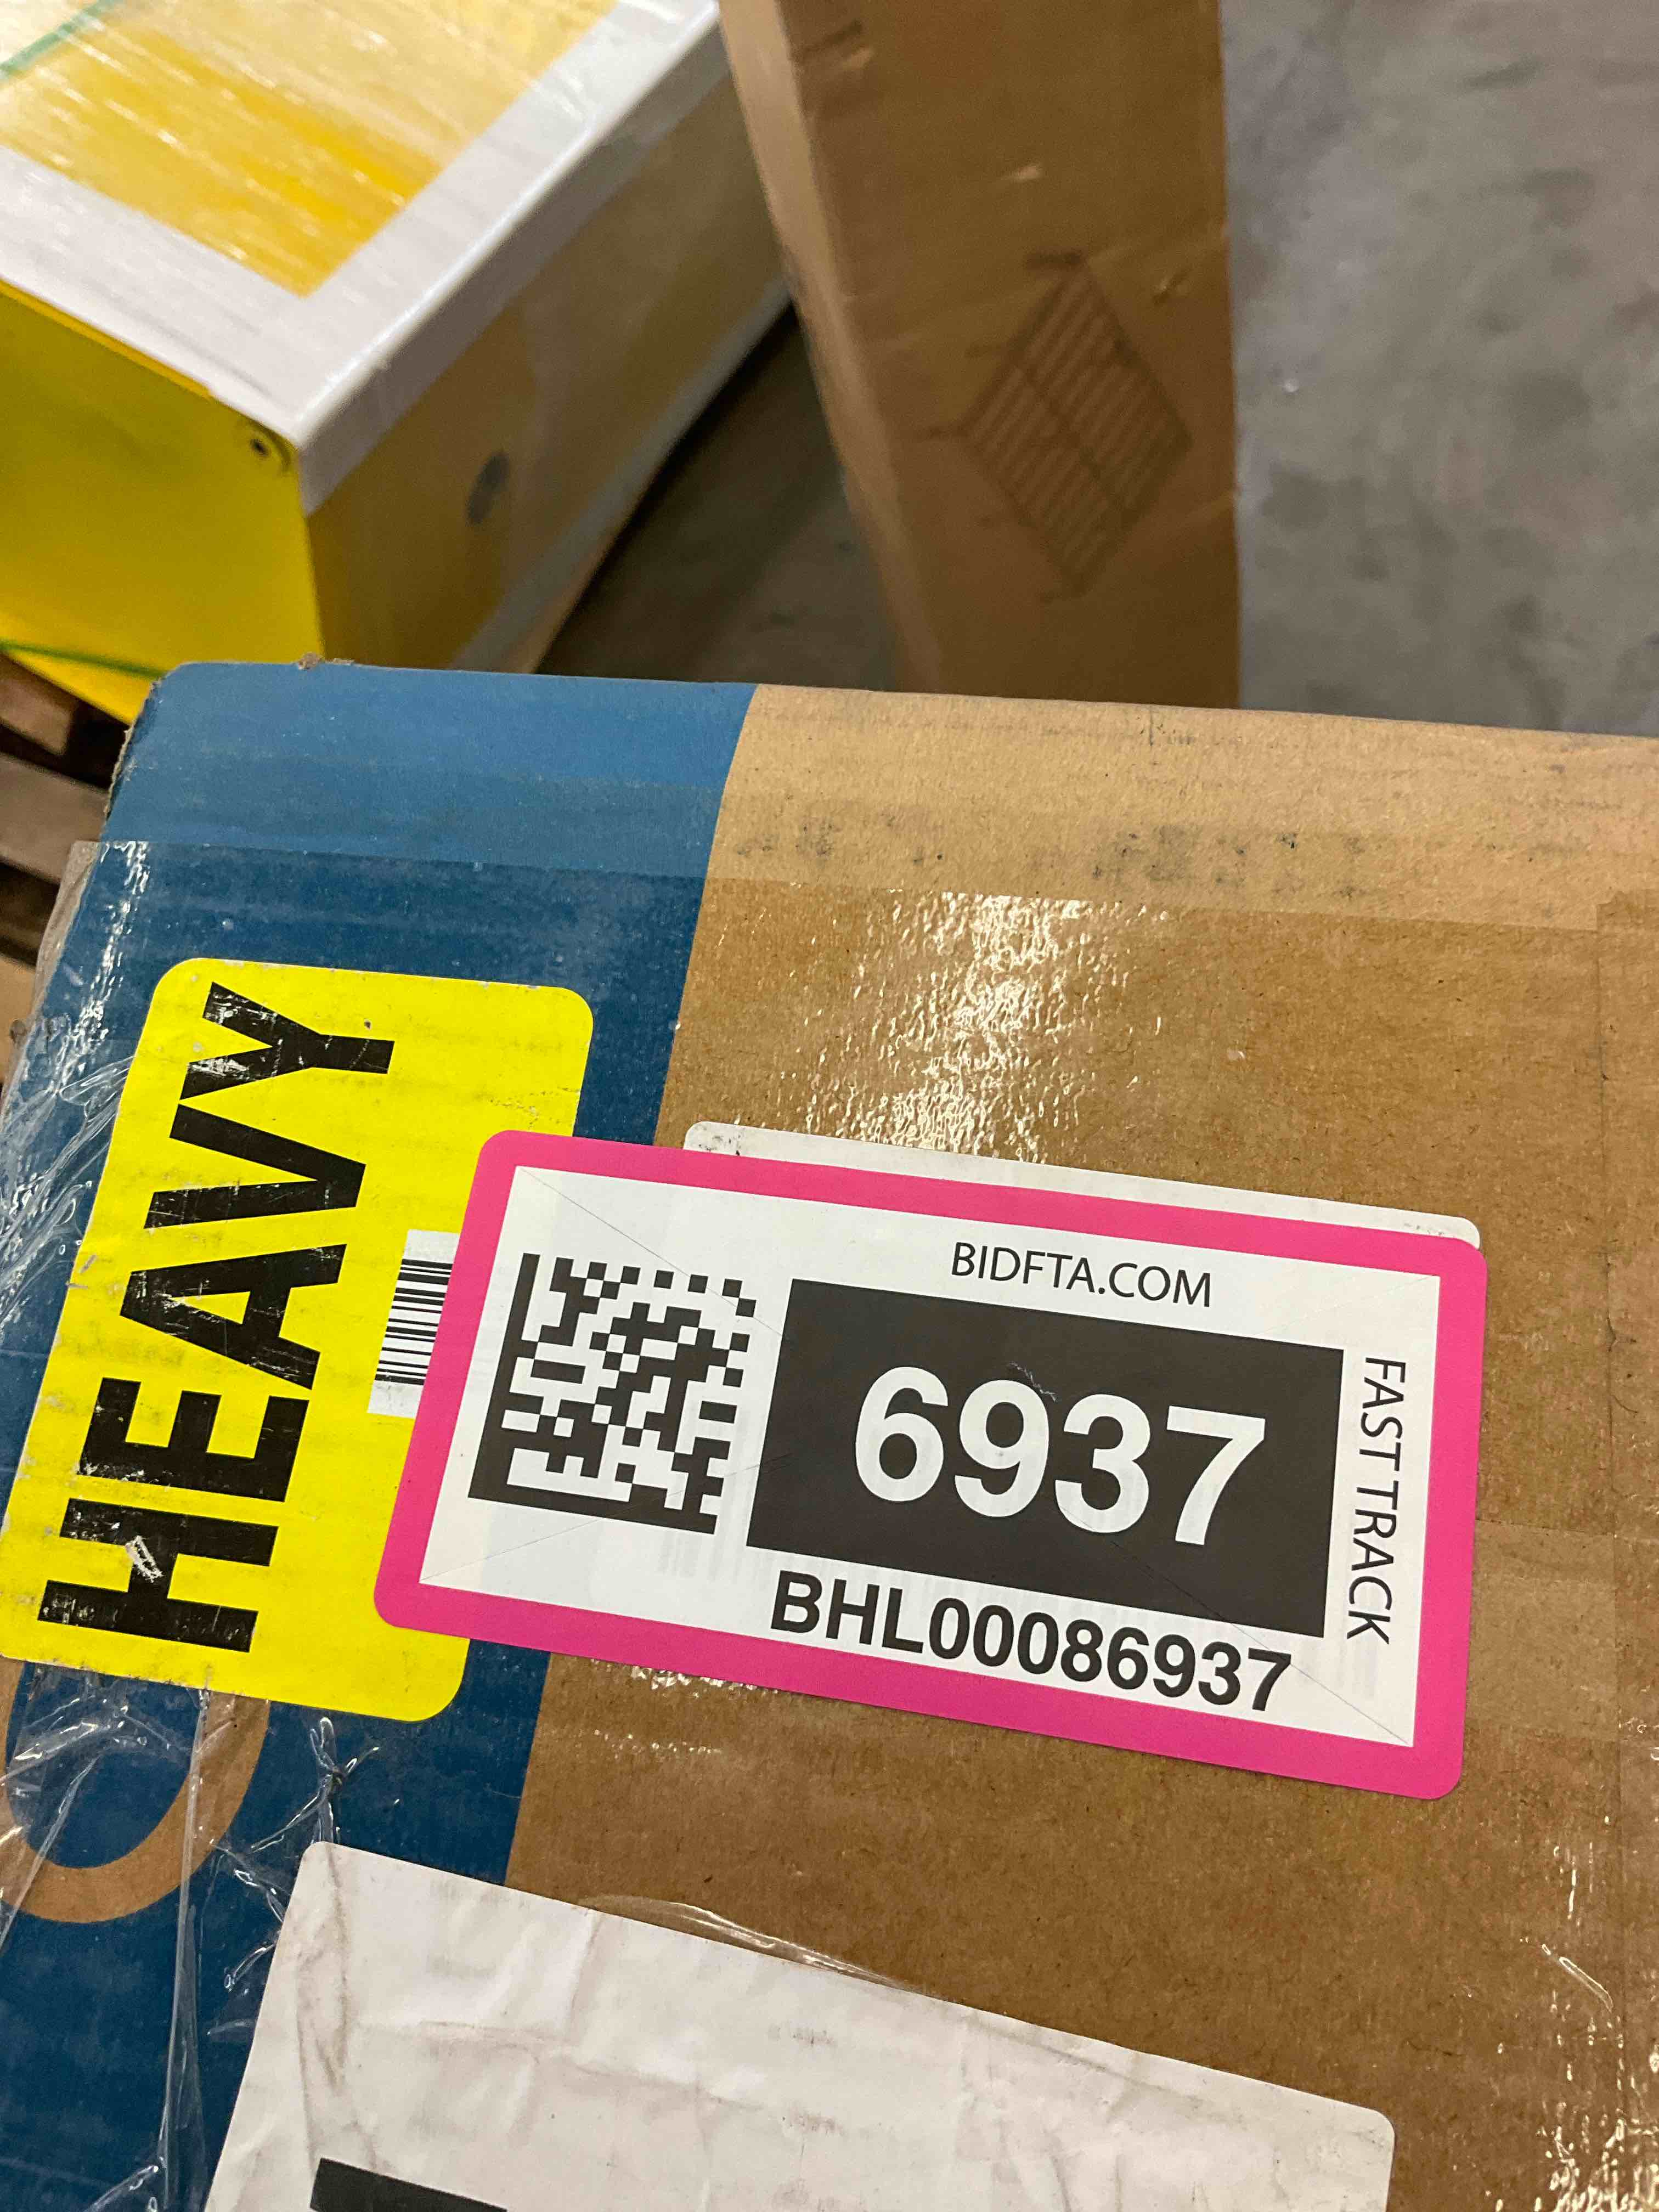 HEAVY
BIDFTA.COM
6937
FAST TRACK
BHL00086937